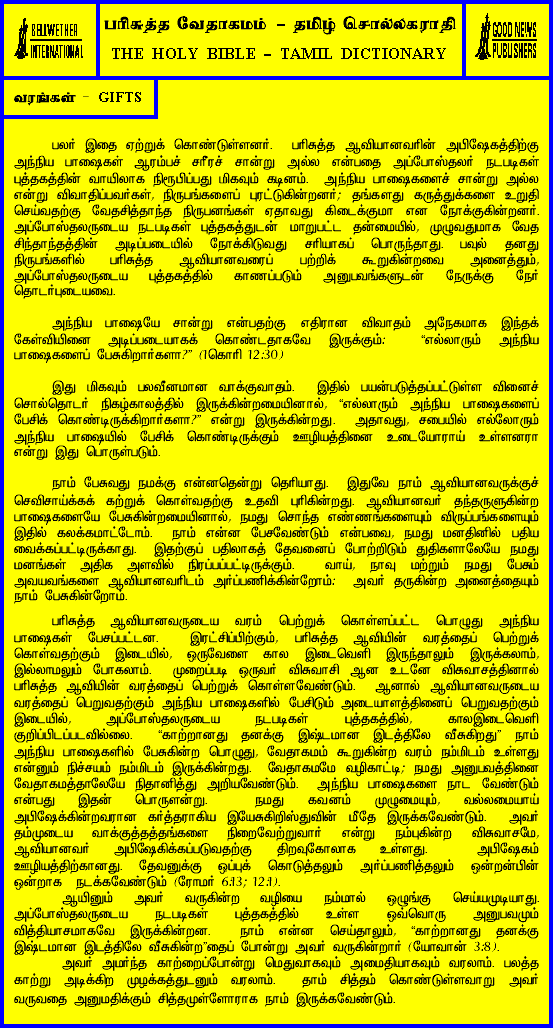 BELLWETHER
INTERNATIONAL
பரிசுத்த வேதாகமம் - தமிழ் சொல்லகராதி
THE HOLY BIBLE - TAMIL DICTIONARY
GOOD NEWS
PUBLISHERS
வரங்கள் - GIFTS
பலர் இதை ஏற்றுக் கொண்டுள்ளனர். பரிசுத்த ஆவியானவரின் அபிஷேகத்திற்கு
அந்நிய பாஷைகள் ஆரம்பச் சரீரச் சான்று அல்ல என்பதை அப்போஸ்தலர் நடபடிகள்
புத்தகத்தின் வாயிலாக நிரூபிப்பது மிகவும் கடினம். அந்நிய பாஷைகளைச் சான்று அல்ல
என்று விவாதிப்பவர்கள், நிருபங்களைப் புரட்டுகின்றனர்; தங்களது கருத்துக்களை உறுதி
செய்வதற்கு வேதசித்தாந்த நிருபனங்கள் ஏதாவது கிடைக்குமா என நோக்குகின்றனர்.
அப்போஸ்தலருடைய நடபடிகள் புத்தகத்துடன் மாறுபட்ட தன்மையில், முழுவதுமாக வேத
சிந்தாந்தத்தின் அடிப்படையில் நோக்கிடுவது சரியாகப் பொருந்தாது. பவுல் தனது
நிருபங்களில் பரிசுத்த ஆவியானவரைப் பற்றிக் கூறுகின்றவை அனைத்தும்,
அப்போஸ்தலருடைய புத்தகத்தில் காணப்படும் அனுபவங்களுடன் நேருக்கு நேர்
தொடர்புடையவை.
அந்நிய பாஷையே சான்று என்பதற்கு எதிரான விவாதம் அநேகமாக இந்தக்
கேள்வியினை அடிப்படையாகக் கொண்டதாகவே இருக்கும்: “எல்லாரும் அந்நிய
பாஷைகளைப் பேசுகிறார்களா?” (1கொரி 12:30)
இது மிகவும் பலவீனமான வாக்குவாதம். இதில் பயன்படுத்தப்பட்டுள்ள வினைச்
சொல்தொடர் நிகழ்காலத்தில் இருக்கின்றமையினால், “எல்லாரும் அந்நிய பாஷைகளைப்
பேசிக் கொண்டிருக்கிறார்களா?” என்று இருக்கின்றது. அதாவது, சபையில் எல்லோரும்
அந்நிய பாஷையில் பேசிக் கொண்டிருக்கும் ஊழியத்தினை உடையோராய் உள்ளனரா
என்று இது பொருள்படும்.
நாம் பேசுவது நமக்கு என்னதென்று தெரியாது. இதுவே நாம் ஆவியானவருக்குச்
செவிசாய்க்கக் கற்றுக் கொள்வதற்கு உதவி புரிகின்றது. ஆவியானவர் தந்தருளுகின்ற
பாஷைகளையே பேசுகின்றமையினால், நமது சொந்த எண்ணங்களையும் விருப்பங்களையும்
இதில் கலக்கமாட்டோம். நாம் என்ன பேசவேண்டும் என்பவை, நமது மனதினில் பதிய
வைக்கப்பட்டிருக்காது. இதற்குப் பதிலாகத் தேவனைப் போற்றிடும் துதிகளாலேயே நமது
மனங்கள் அதிக அளவில் நிரப்பப்பட்டிருக்கும். வாய், நாவு மற்றும் நமது பேசும்
அவயவங்களை ஆவியானவரிடம் அர்ப்பணிக்கின்றோம்: அவர் தருகின்ற அனைத்தையும்
நாம் பேசுகின்றோம்.
பரிசுத்த ஆவியானவருடைய வரம் பெற்றுக் கொள்ளப்பட்ட பொழுது அந்நிய
பாஷைகள் பேசப்பட்டன. இரட்சிப்பிற்கும், பரிசுத்த ஆவியின் வரத்தைப் பெற்றுக்
கொள்வதற்கும் இடையில், ஒருவேளை கால இடைவெளி இருந்தாலும் இருக்கலாம்,
இல்லாமலும் போகலாம். முறைப்படி ஒருவர் விசுவாசி ஆன உடனே விசுவாசத்தினால்
பரிசுத்த ஆவியின் வரத்தைப் பெற்றுக் கொள்ளவேண்டும். ஆனால் ஆவியானவருடைய
வரத்தைப் பெறுவதற்கும் அந்நிய பாஷைகளில் பேசிடும் அடையாளத்தினைப் பெறுவதற்கும்
இடையில், அப்போஸ்தலருடைய நடபடிகள் புத்தகத்தில், காலஇடைவெளி
குறிப்பிடப்படவில்லை. “காற்றானது தனக்கு இஷ்டமான இடத்திலே வீசுகிறது” நாம்
அந்நிய பாஷைகளில் பேசுகின்ற பொழுது, வேதாகமம் கூறுகின்ற வரம் நம்மிடம் உள்ளது
என்னும் நிச்சயம் நம்மிடம் இருக்கின்றது. வேதாகமமே வழிகாட்டி; நமது அனுபவத்தினை
வேதாகமத்தாலேயே நிதானித்து அறியவேண்டும். அந்நிய பாஷைகளை நாட வேண்டும்
என்பது இதன் பொருளன்று. நமது கவனம் முழுமையும், வல்லமையாய்
அபிஷேக்கின்றவரான கர்த்தராகிய இயேசுகிறிஸ்துவின் மீதே இருக்கவேண்டும். அவர்
தம்முடைய வாக்குத்தத்தங்களை நிறைவேற்றுவார் என்று நம்புகின்ற விசுவாசமே,
ஆவியானவர் அபிஷேகிக்கப்படுவதற்கு திறவுகோலாக உள்ளது. அபிஷேகம்
ஊழியத்திற்கானது. தேவனுக்கு ஒப்புக் கொடுத்தலும் அர்ப்பணித்தலும் ஒன்றன்பின்
ஒன்றாக நடக்கவேண்டும் (ரோமர் 6:13; 12:1).
ஆயினும் அவர் வருகின்ற வழியை நம்மால் ஒழுங்கு செய்யமுடியாது.
அப்போஸ்தலருடைய நடபடிகள் புத்தகத்தில் உள்ள ஒவ்வொரு அனுபவமும்
வித்தியாசமாகவே இருக்கின்றன. நாம் என்ன செய்தாலும், “காற்றானது தனக்கு
இஷ்டமான இடத்திலே வீசுகின்ற”தைப் போன்று அவர் வருகின்றார் (யோவான் 3:8).
அவர் அமர்ந்த காற்றைப்போன்று மெதுவாகவும் அமைதியாகவும் வரலாம். பலத்த
காற்று அடிக்கிற முழக்கத்துடனும் வரலாம். தாம் சித்தம் கொண்டுள்ளவாறு அவர்
வருவதை அனுமதிக்கும் சித்தமுள்ளோராக நாம் இருக்கவேண்டும்.